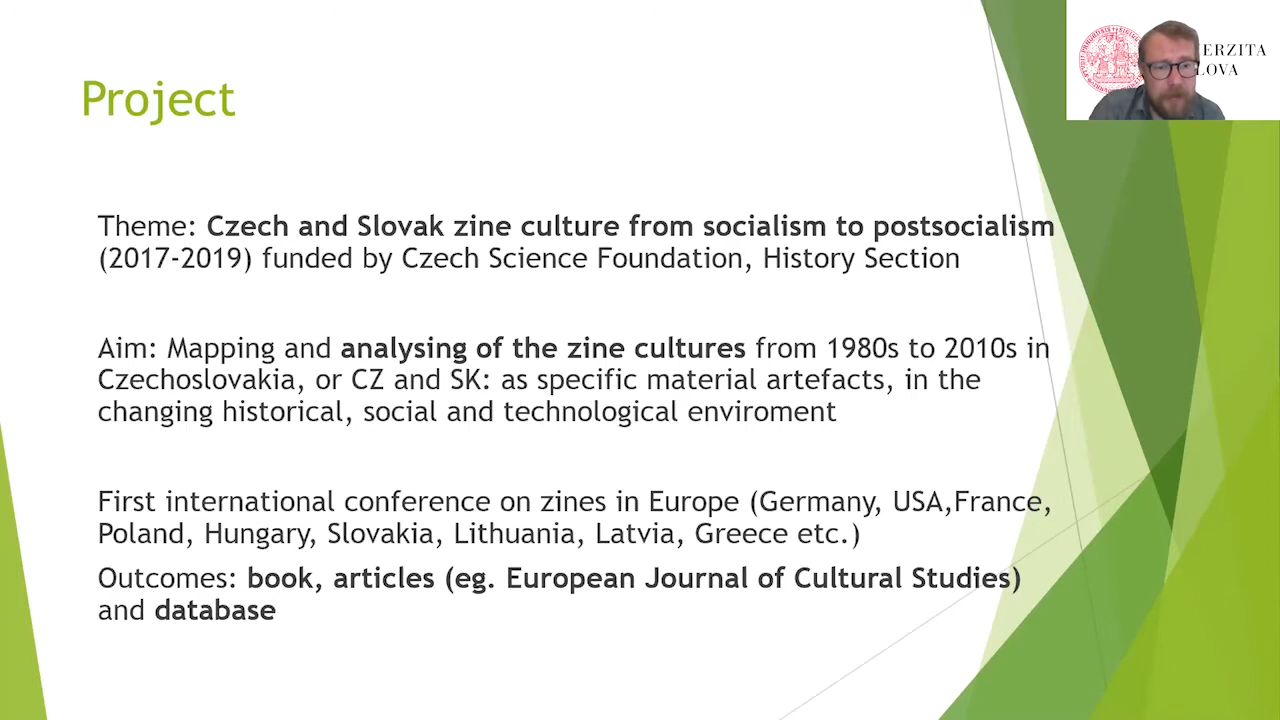 Project
Theme: Czech and Slovak zine culture from socialism to postsocialism
(2017-2019) funded by Czech Science Foundation, History Section
Aim: Mapping and analysing of the zine cultures from 1980s to 2010s in
Czechoslovakia, or CZ and SK: as specific material artefacts, in the
changing historical, social and technological enviroment
First international conference on zines in Europe (Germany, USA,France,
Poland, Hungary, Slovakia, Lithuania, Latvia, Greece etc.)
Outcomes: book, articles (eg. European Journal of Cultural Studies)
and database
ERZITA
LOVA